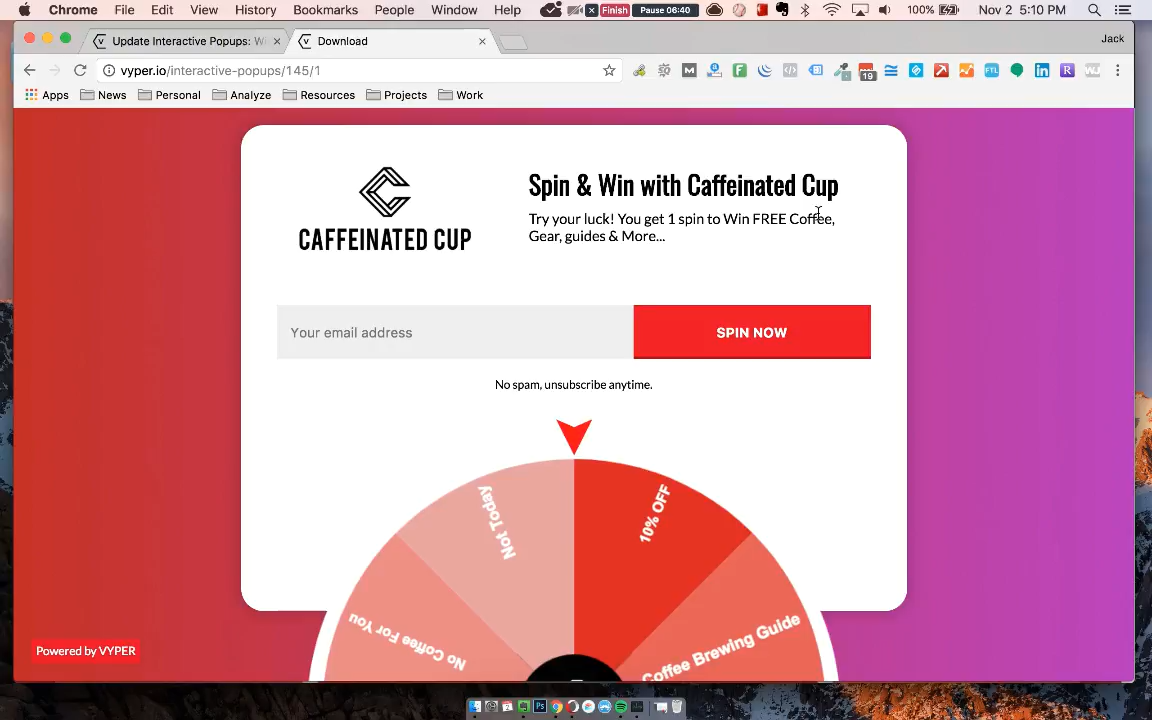 Chrome File Edit View History Bookmarks People Window Help Finish Pause 06:40 100% Nov 2 5:10 PM
Update Interactive Popups: Wi
Download
Jack
vyper.io/interactive-popups/145/1
19
FTL
Apps News Personal Analyze Resources Projects Work
CAFFEINATED CUP
Spin & Win with Caffeinated Cup
Try your luck! You get 1 spin to Win FREE Coffee,
Gear, guides & More...
Your email address
SPIN NOW
No spam, unsubscribe anytime.
Not Today
10% OFF
No Coffee For You
Coffee Brewing Guide
Powered by VYPER